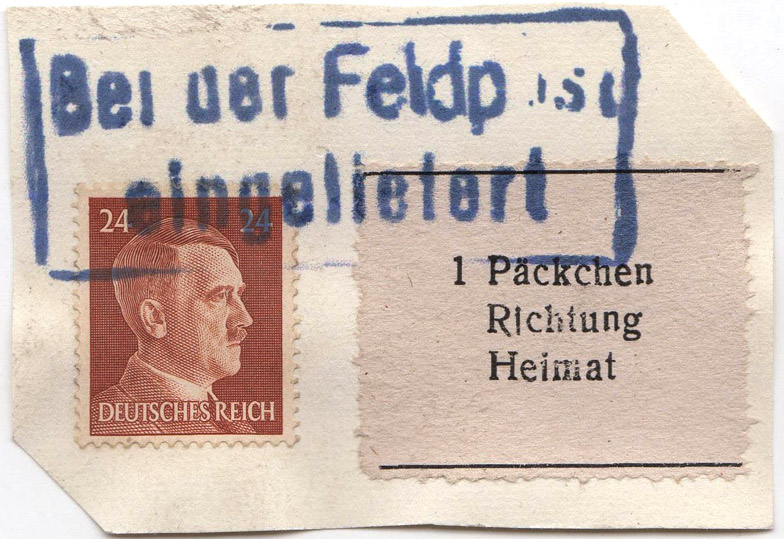 Bei der Feldpost
eingeliefert
24 24
DEUTSCHES REICH
1 Päckchen
Richtung
Heimat